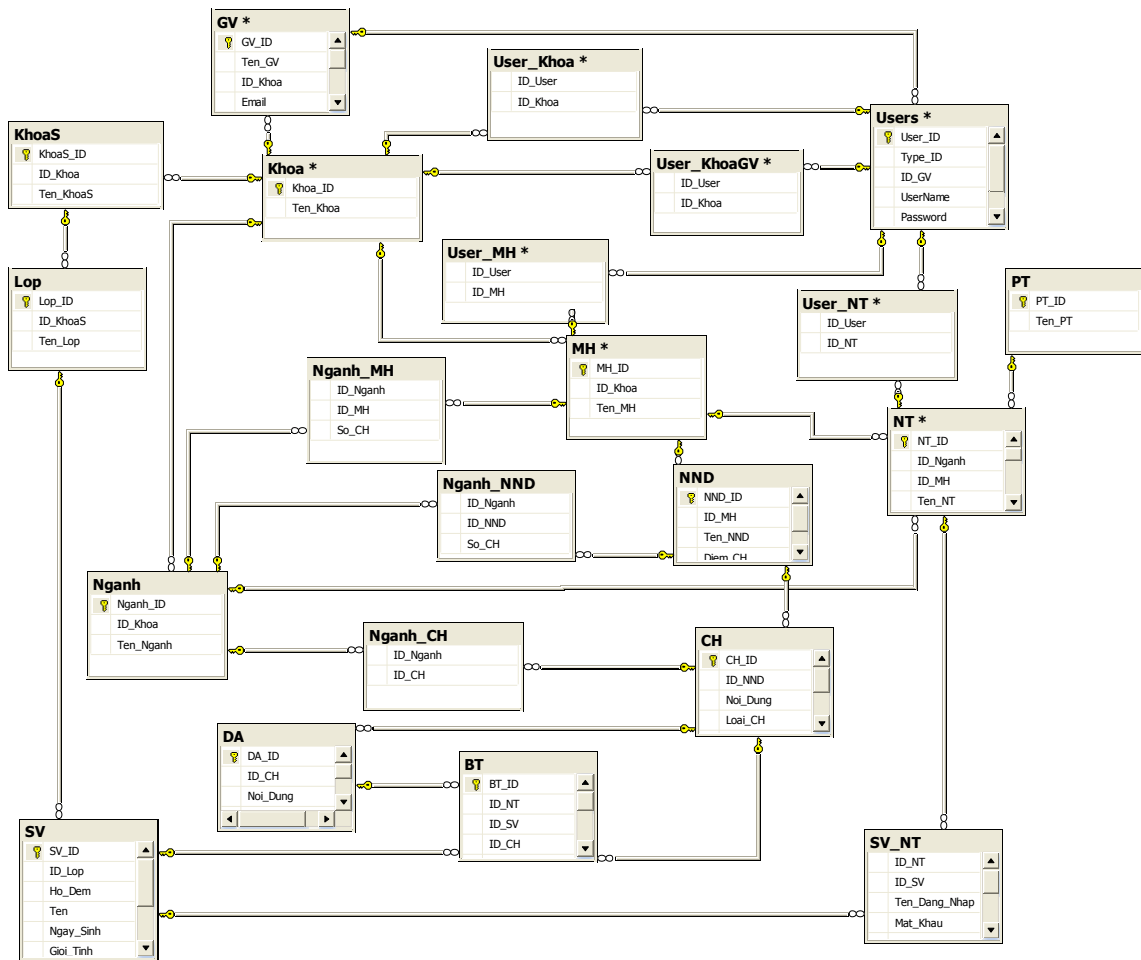 GV *
GV_ID
Ten_GV
ID_Khoa
Email
User_Khoa *
ID_User
ID_Khoa
Users *
User_ID
Type_ID
ID_GV
UserName
Password
KhoaS
KhoaS_ID
ID_Khoa
Ten_KhoaS
Khoa *
Khoa_ID
Ten_Khoa
User_KhoaGV *
ID_User
ID_Khoa
User_MH *
ID_User
ID_MH
Lop
Lop_ID
ID_KhoaS
Ten_Lop
User_NT *
ID_User
ID_NT
PT
PT_ID
Ten_PT
MH *
MH_ID
ID_Khoa
Ten_MH
Nganh_MH
ID_Nganh
ID_MH
So_CH
NT *
NT_ID
ID_Nganh
ID_MH
Ten_NT
Nganh_NND
ID_Nganh
ID_NND
So_CH
NND
NND_ID
ID_MH
Ten_NND
Diem_CH
Nganh
Nganh_ID
ID_Khoa
Ten_Nganh
Nganh_CH
ID_Nganh
ID_CH
CH
CH_ID
ID_NND
Noi_Dung
Loai_CH
DA
DA_ID
ID_CH
Noi_Dung
BT
BT_ID
ID_NT
ID_SV
ID_CH
SV
SV_ID
ID_Lop
Ho_Dem
Ten
Ngay_Sinh
Gioi_Tinh
SV_NT
ID_NT
ID_SV
Ten_Dang_Nhap
Mat_Khau